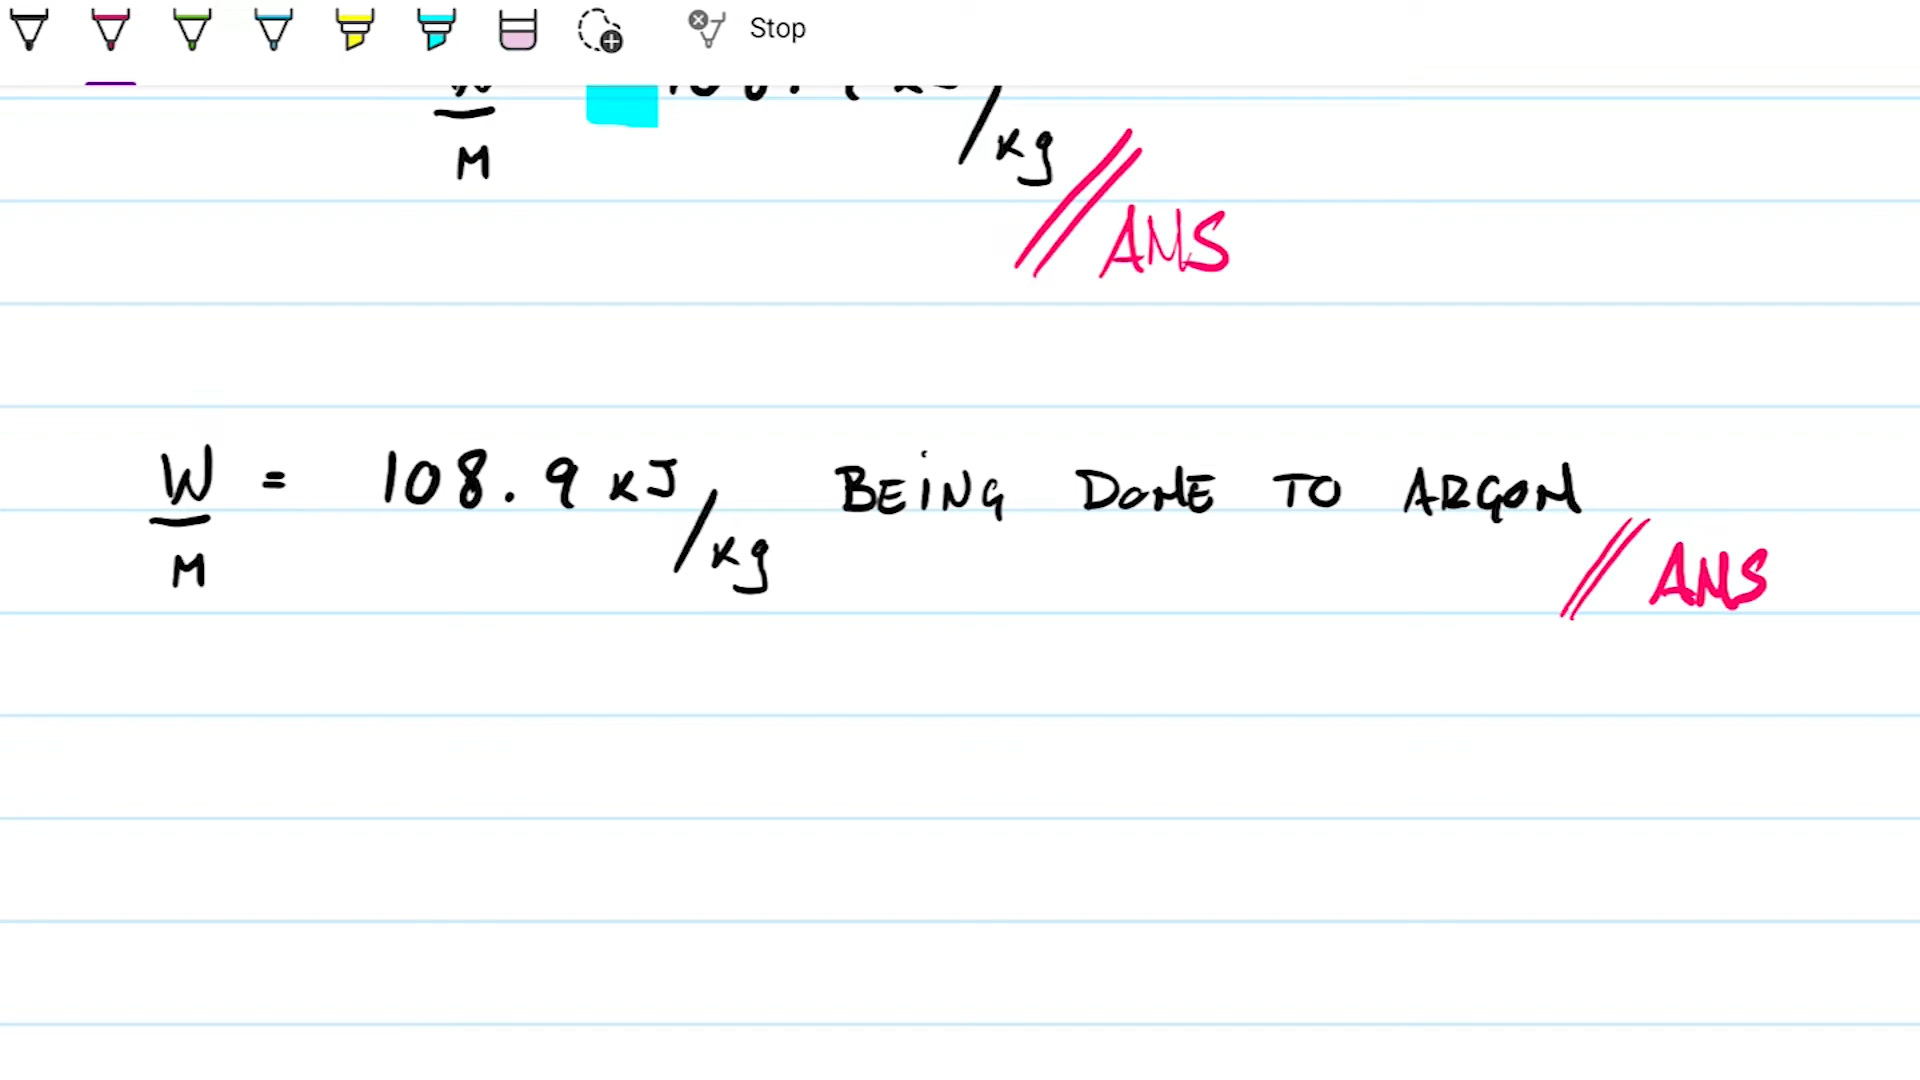 Stop
W
M
/kg // ANS
W/M = 108.9 kJ/kg BEING DONE TO ARGON // ANS